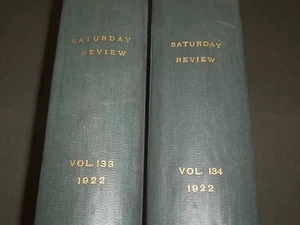 SATURDAY
REVIEW
VOL. 133
1922
SATURDAY
REVIEW
VOL. 134
1922